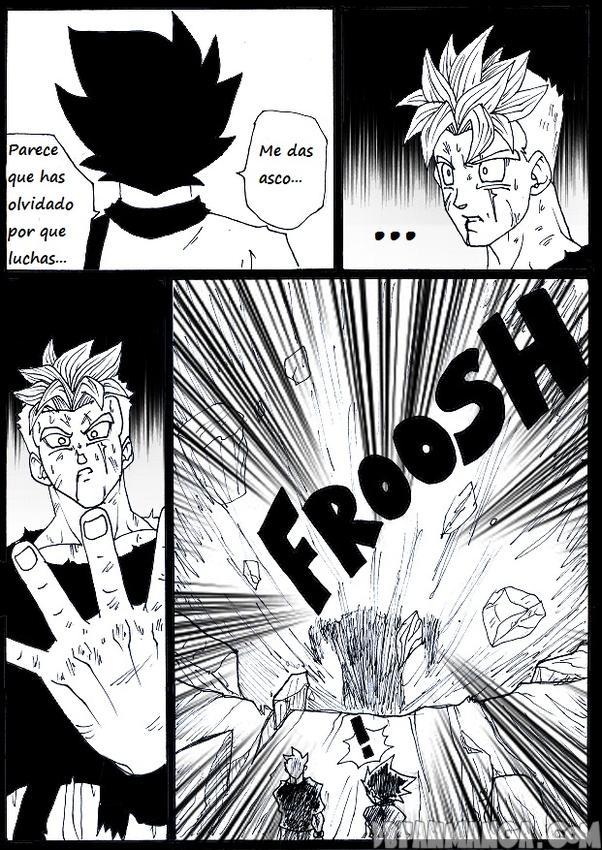 Me das
asco...
Parece
que has
olvidado
por que
luchas...
...
FROOSH
!